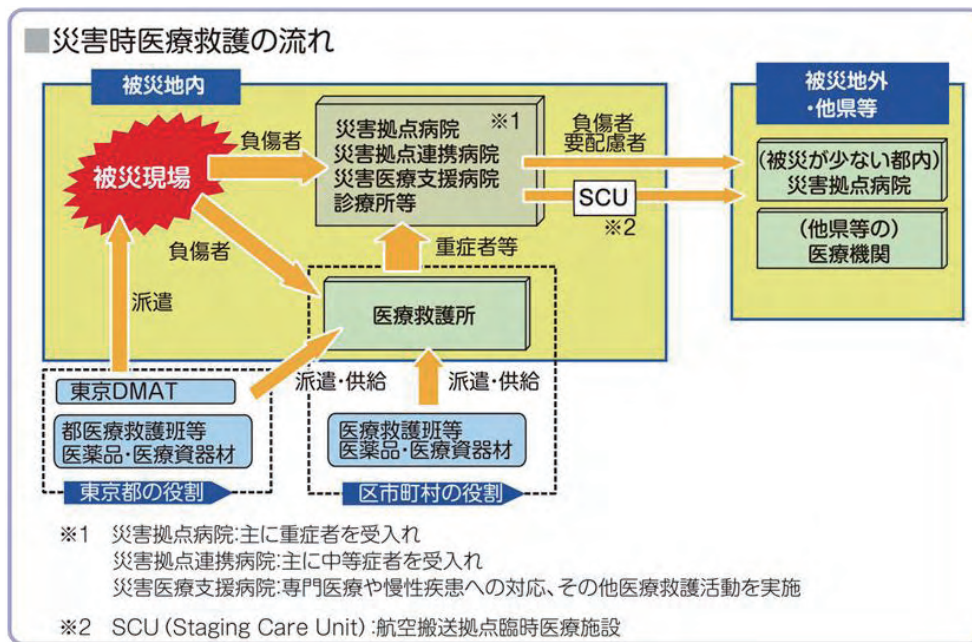 ■災害時医療救護の流れ
被災地内
被災現場
負傷者
災害拠点病院 ※1
災害拠点連携病院
災害医療支援病院
診療所等
負傷者
要配慮者
SCU
※2
被災地外
・他県等
(被災が少ない都内)
災害拠点病院
(他県等の)
医療機関
負傷者
重症者等
派遣
医療救護所
派遣・供給
派遣・供給
東京DMAT
都医療救護班等
医薬品・医療資器材
東京都の役割
医療救護班等
医薬品・医療資器材
区市町村の役割
※1 災害拠点病院:主に重症者を受入れ
災害拠点連携病院:主に中等症者を受入れ
災害医療支援病院:専門医療や慢性疾患への対応、その他医療救護活動を実施
※2 SCU (Staging Care Unit) :航空搬送拠点臨時医療施設